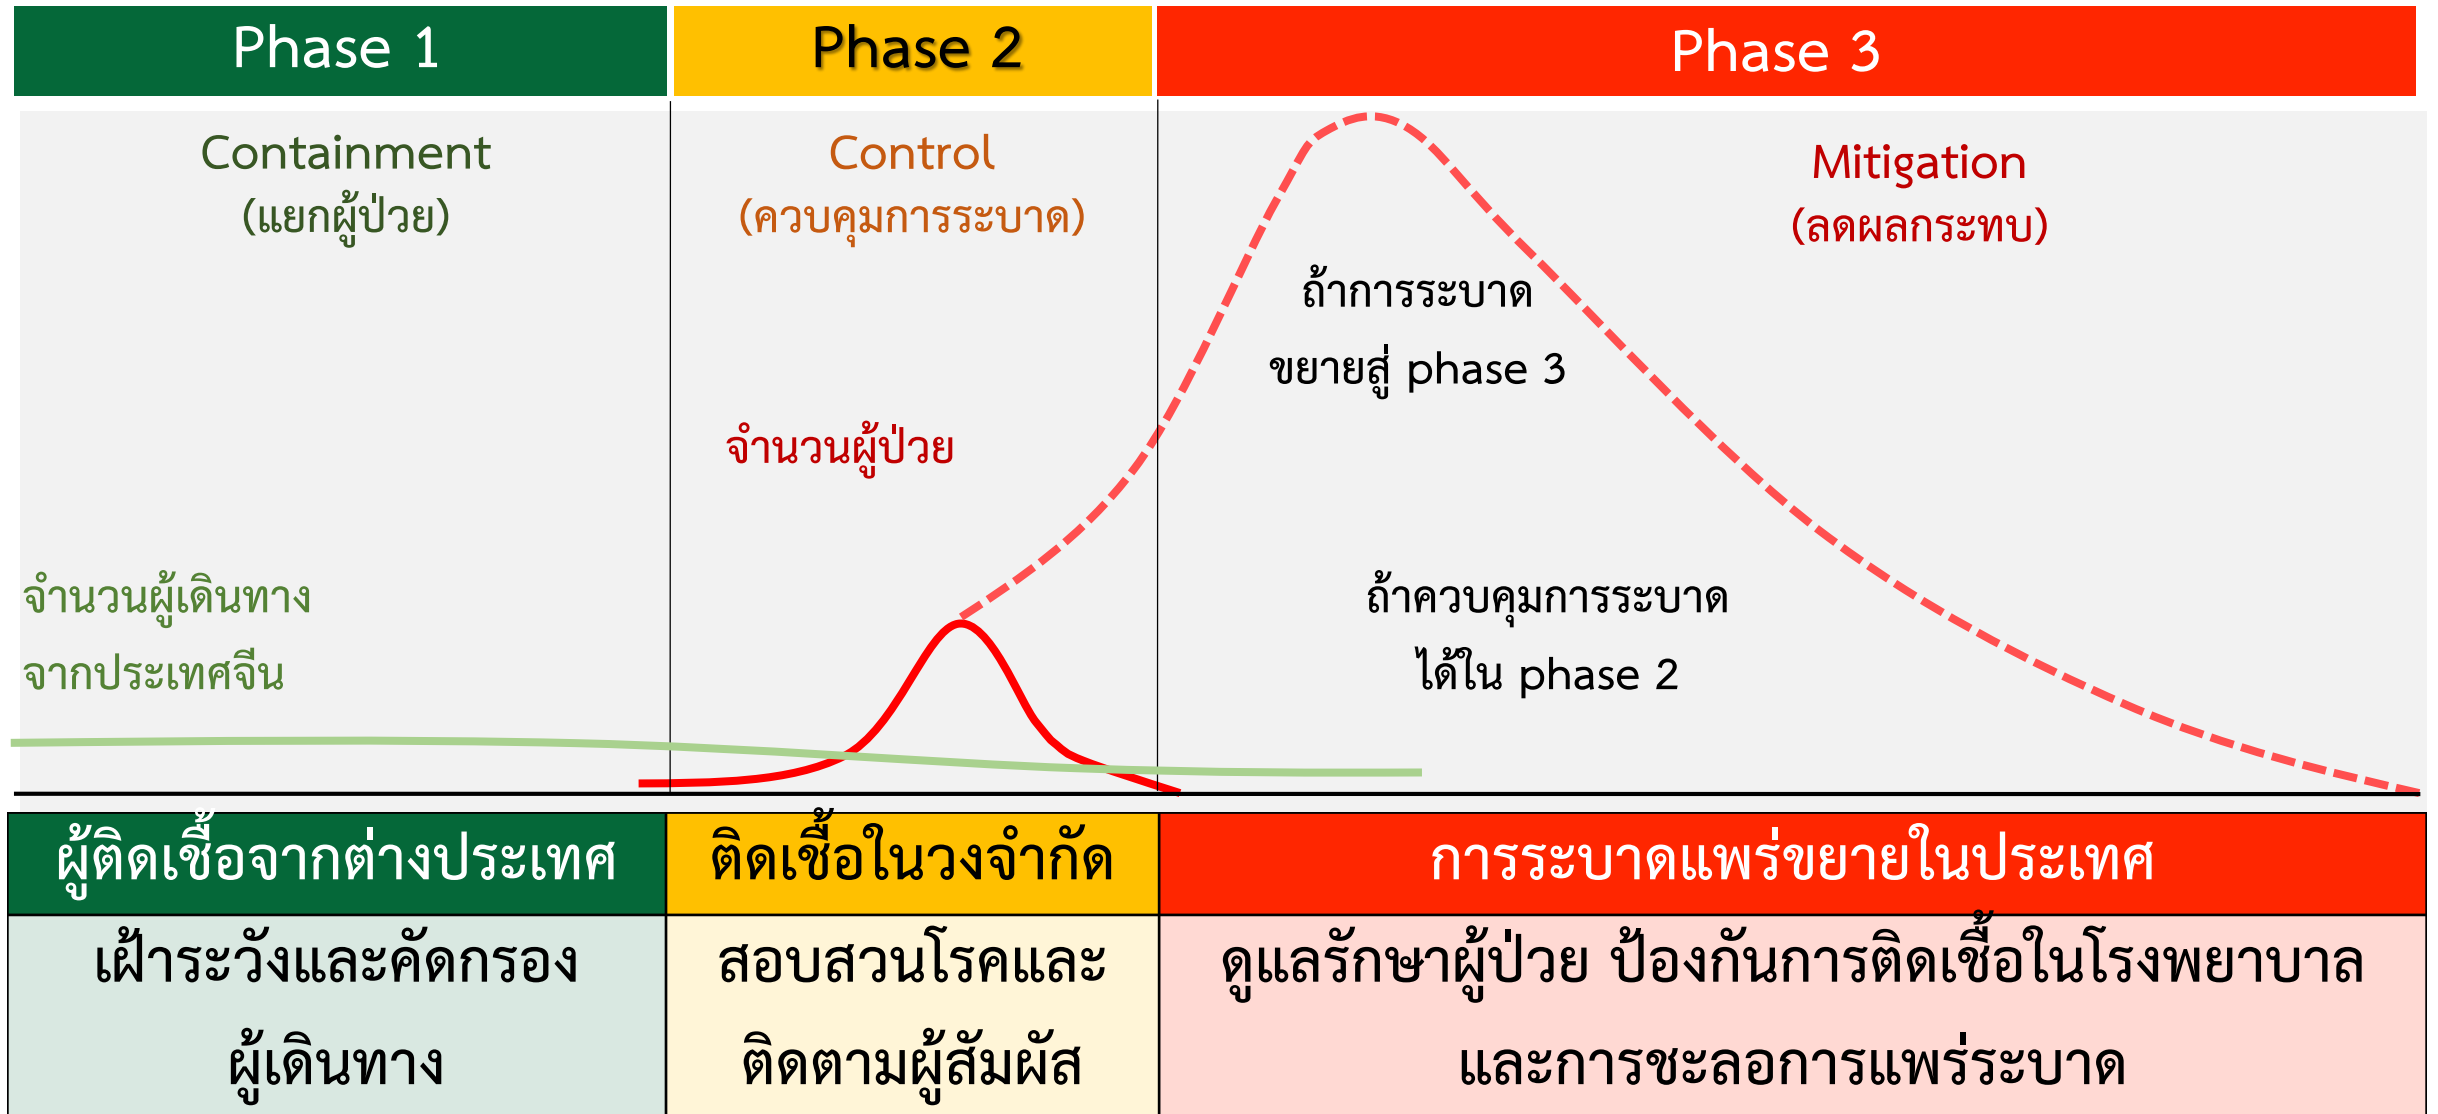 Phase 1
Phase 2
Phase 3
Containment
(แยกผู้ป่วย)
Control
(ควบคุมการระบาด)
Mitigation
(ลดผลกระทบ)
ถ้าการระบาด
ขยายสู่ phase 3
จำนวนผู้ป่วย
จำนวนผู้เดินทาง
จากประเทศจีน
ถ้าควบคุมการระบาด
ได้ใน phase 2
ผู้ติดเชื้อจากต่างประเทศ
ติดเชื้อในวงจำกัด
การระบาดแพร่ขยายในประเทศ
เฝ้าระวังและคัดกรอง
ผู้เดินทาง
สอบสวนโรคและ
ติดตามผู้สัมผัส
ดูแลรักษาผู้ป่วย ป้องกันการติดเชื้อในโรงพยาบาล
และการชะลอการแพร่ระบาด